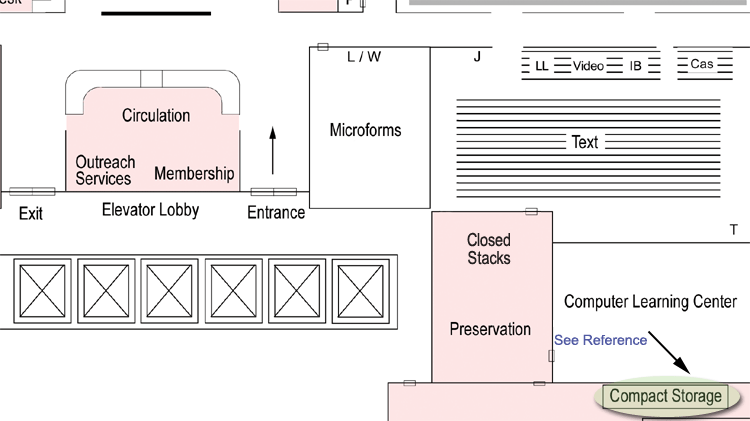 L / W
J
LL
Video
IB
Cas
Circulation
Microforms
Text
Outreach
Services
Membership
Exit
Elevator Lobby
Entrance
T
Closed
Stacks
Computer Learning Center
Preservation
See Reference
Compact Storage